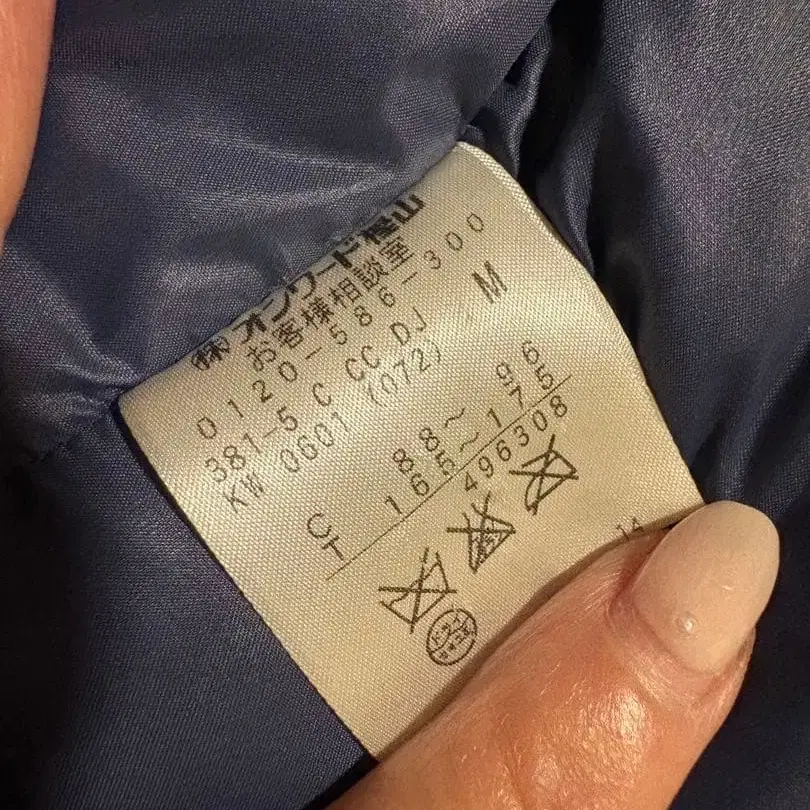 ㈱オンワード樫山
お客様相談室
0120-586-300
381-5 C CC DJ M
KW 0601 (072)
C 88～ 96
T 165～175
496308